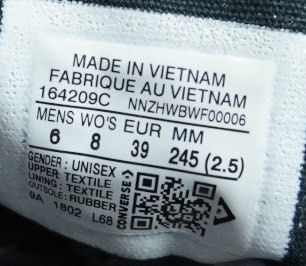 MADE IN VIETNAM
FABRIQUE AU VIETNAM
164209C NNZHWBWF00006
MENS WO'S EUR MM
6 8 39 245 (2.5)
GENDER : UNISEX
UPPER : TEXTILE
LINING : TEXTILE
OUTSOLE : RUBBER
9A 1802 L68
CONVERSE